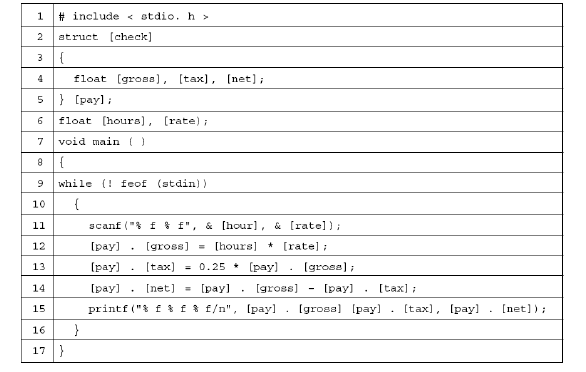 1 # include < stdio. h >
2 struct [check]
3 {
4 float [gross], [tax], [net];
5 } [pay];
6 float [hours], [rate);
7 void main ( )
8 {
9 while (! feof (stdin))
10 {
11 scanf("% f % f", & [hour], & [rate]);
12 [pay] . [gross] = [hours] * [rate];
13 [pay] . [tax] = 0.25 * [pay] . [gross];
14 [pay] . [net] = [pay] . [gross] - [pay] . [tax];
15 printf("% f % f % f/n", [pay] . [gross] [pay] . [tax], [pay] . [net]);
16 }
17 }